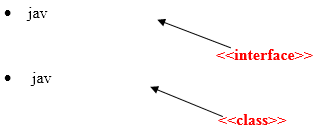 • jav
<<interface>>
• jav
<<class>>